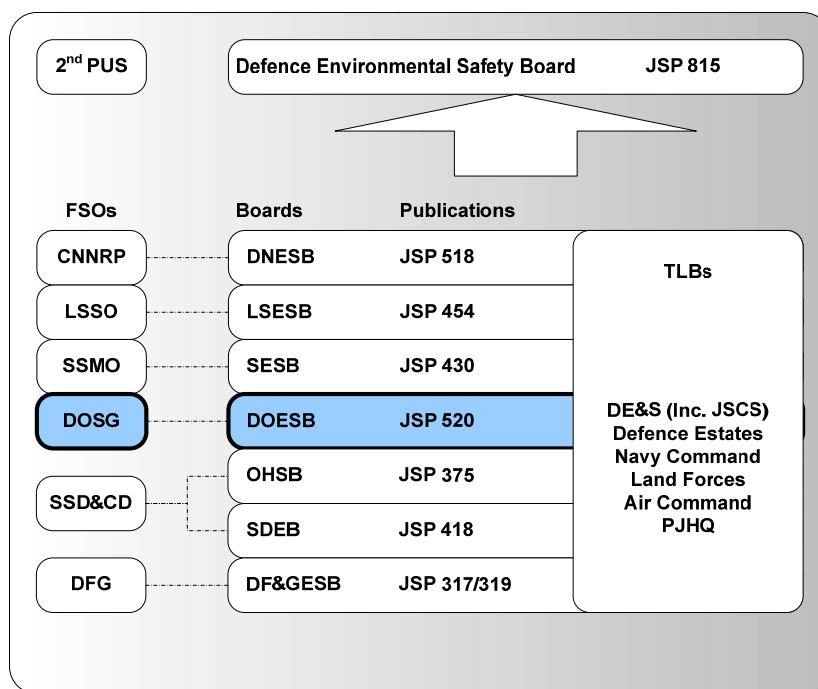 2nd PUS
Defence Environmental Safety Board JSP 815
FSOs Boards Publications
CNNRP DNESB JSP 518
TLBs
LSSO LSESB JSP 454
SSMO SESB JSP 430
DOSG DOESB JSP 520
OHSB JSP 375
SSD&CD
SDEB JSP 418
DFG DF&GESB JSP 317/319
DE&S (Inc. JSCS)
Defence Estates
Navy Command
Land Forces
Air Command
PJHQ